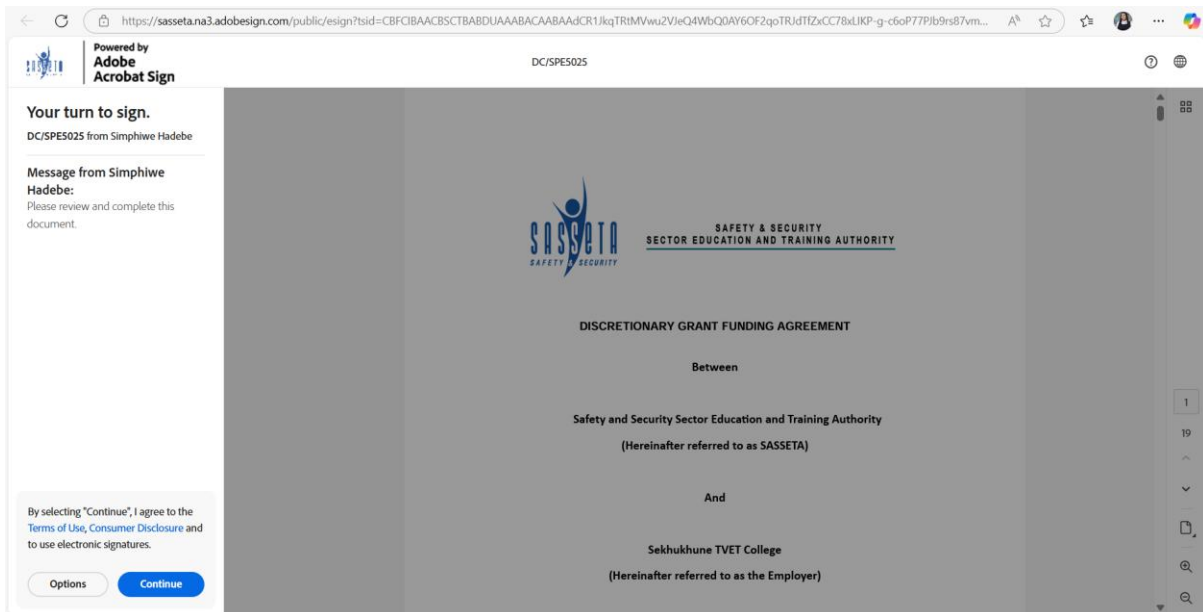 https://sasseta.na3.adobesign.com/public/esign?tsid=CBFCIBAACBSCTBABDUAAABACAABAAdCR1JkqTRtMVwu2VJeQ4WbQ0AY6OF2qoTRJdTfZxCC78xLIKP-g-c6oP77PJb9rs87vm...
SASSETA
Powered by
Adobe
Acrobat Sign
DC/SPE5025
Your turn to sign.
DC/SPE5025 from Simphiwe Hadebe
Message from Simphiwe
Hadebe:
Please review and complete this
document.
By selecting "Continue", I agree to the
Terms of Use, Consumer Disclosure and
to use electronic signatures.
Options
Continue
SASSETA
SAFETY & SECURITY
SAFETY & SECURITY
SECTOR EDUCATION AND TRAINING AUTHORITY
DISCRETIONARY GRANT FUNDING AGREEMENT
Between
Safety and Security Sector Education and Training Authority
(Hereinafter referred to as SASSETA)
And
Sekhukhune TVET College
(Hereinafter referred to as the Employer)
1
19